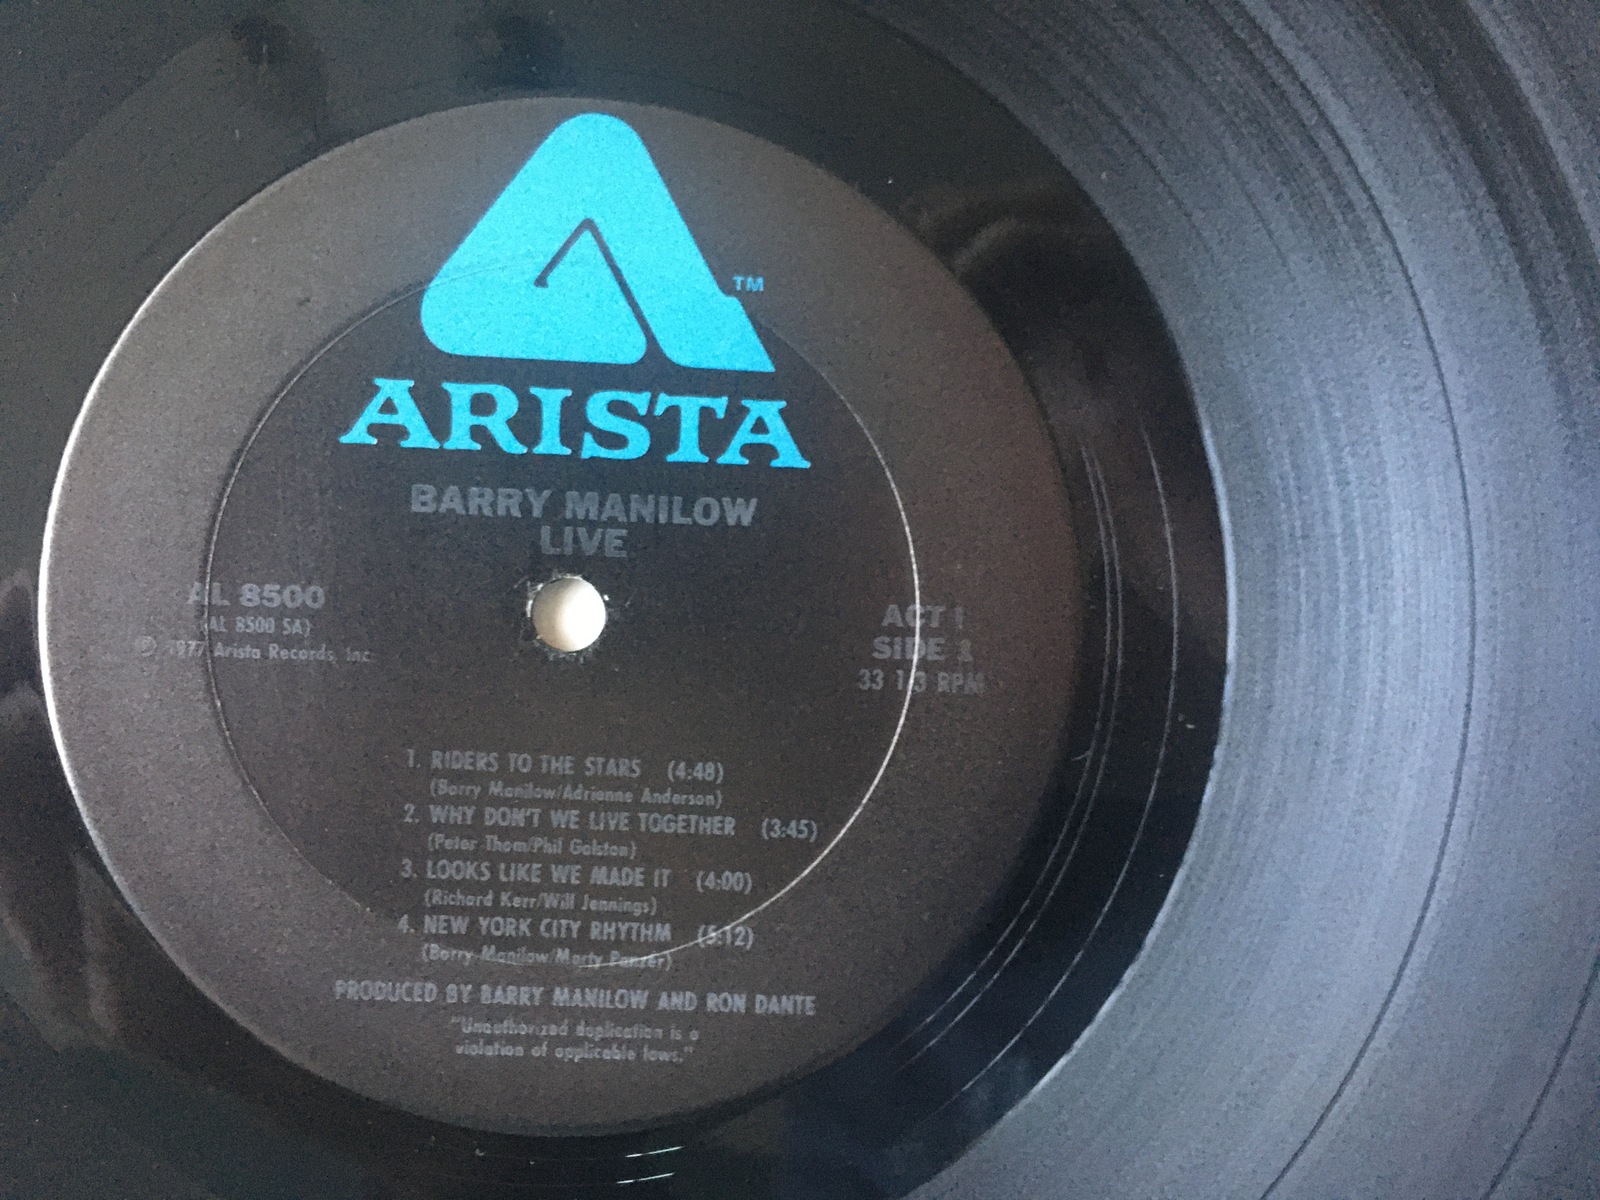 TM
ARISTA
BARRY MANILOW
LIVE
AL 8500
(AL 8500 SA)
℗ 1977 Arista Records, Inc.
ACT I
SIDE 1
33 1/3 RPM
1. RIDERS TO THE STARS (4:48)
(Barry Manilow/Adrienne Anderson)
2. WHY DON'T WE LIVE TOGETHER (3:45)
(Peter Thom/Phil Galston)
3. LOOKS LIKE WE MADE IT (4:00)
(Richard Kerr/Will Jennings)
4. NEW YORK CITY RHYTHM (5:12)
(Barry Manilow/Marty Panzer)
PRODUCED BY BARRY MANILOW AND RON DANTE
"Unauthorized duplication is a
violation of applicable laws."